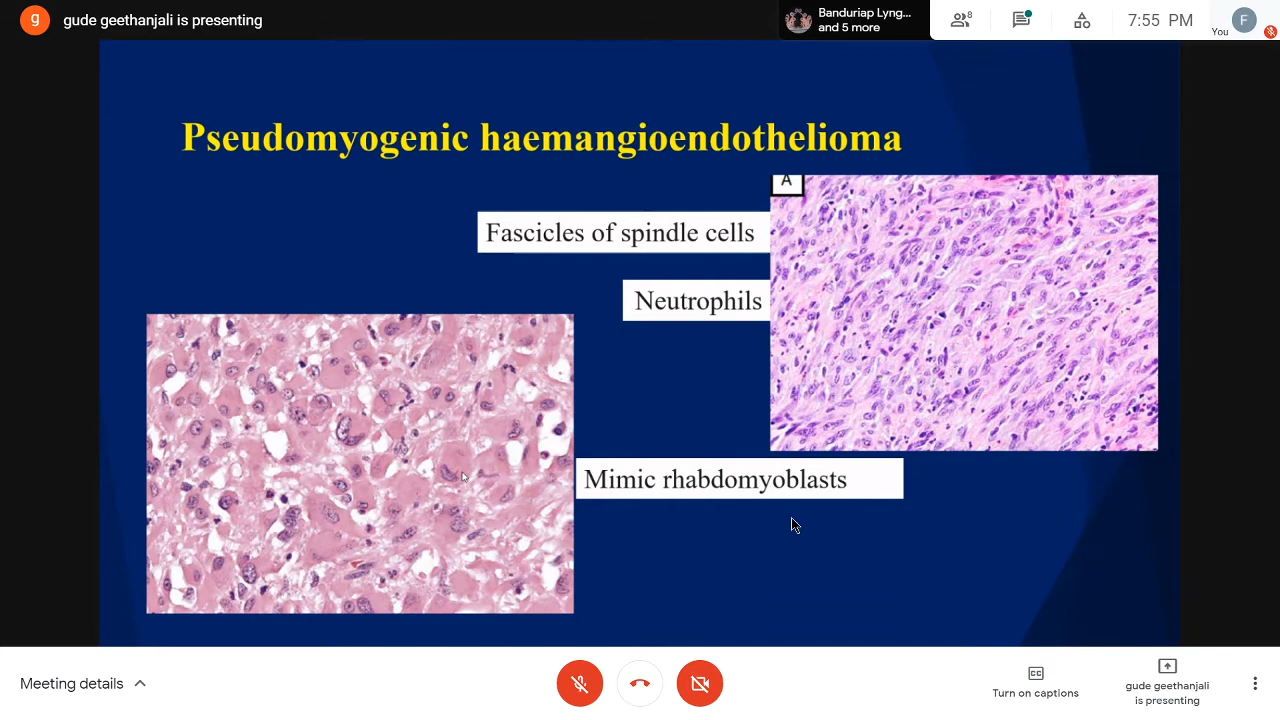 g
gude geethanjali is presenting
Banduriap Lyng...
and 5 more
8
7:55 PM
You
F
Pseudomyogenic haemangioendothelioma
A
Fascicles of spindle cells
Neutrophils
Mimic rhabdomyoblasts
Meeting details
CC
Turn on captions
gude geethanjali
is presenting